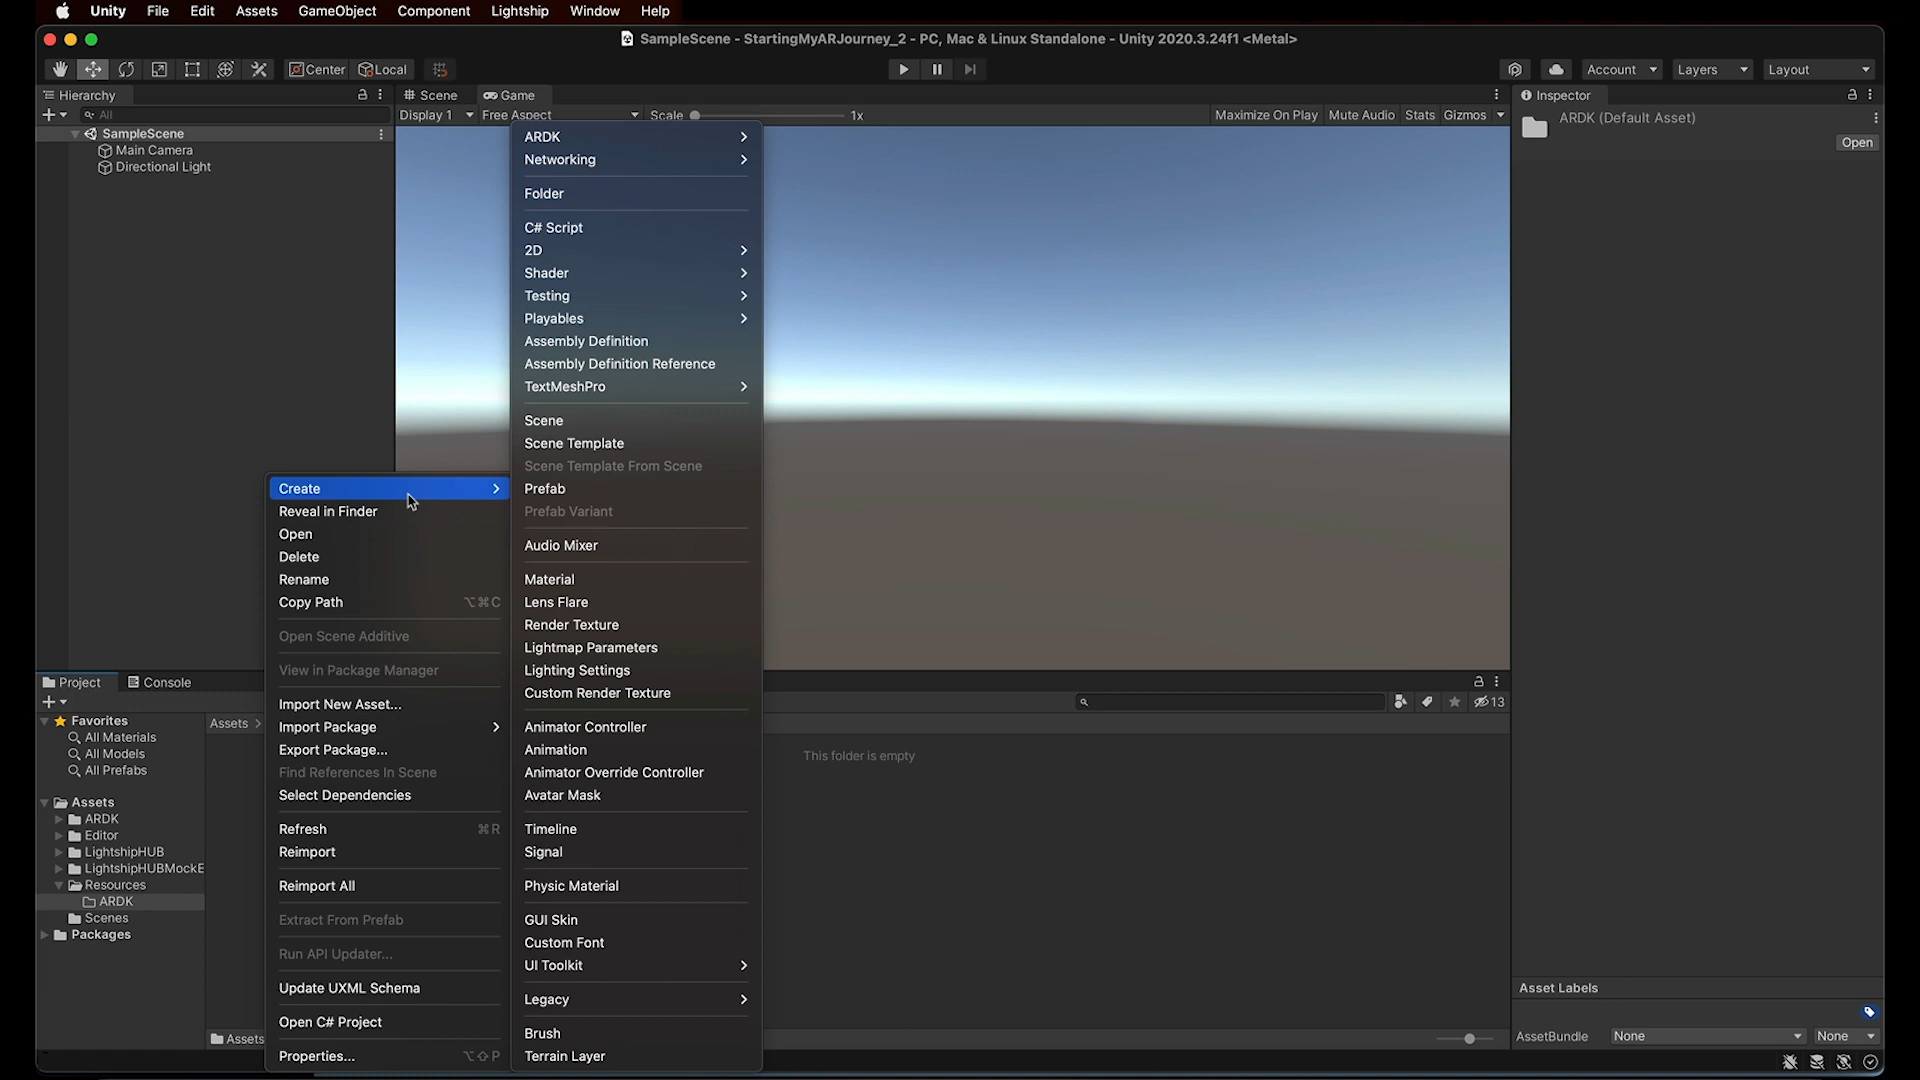 Unity File Edit Assets GameObject Component Lightship Window Help
SampleScene - StartingMyARJourney_2 - PC, Mac & Linux Standalone - Unity 2020.3.24f1 <Metal>
Center Local Account Layers Layout
Hierarchy
All
SampleScene
Main Camera
Directional Light
Scene Game
Display 1 Free Aspect Scale 1x Maximize On Play Mute Audio Stats Gizmos
Inspector
ARDK (Default Asset)
Open
Create
Reveal in Finder
Open
Delete
Rename
Copy Path ⌥⌘C
Open Scene Additive
View in Package Manager
Import New Asset...
Import Package
Export Package...
Find References In Scene
Select Dependencies
Refresh ⌘R
Reimport
Reimport All
Extract From Prefab
Run API Updater...
Update UXML Schema
Open C# Project
Properties... ⌥⇧P
ARDK
Networking
Folder
C# Script
2D
Shader
Testing
Playables
Assembly Definition
Assembly Definition Reference
TextMeshPro
Scene
Scene Template
Scene Template From Scene
Prefab
Prefab Variant
Audio Mixer
Material
Lens Flare
Render Texture
Lightmap Parameters
Lighting Settings
Custom Render Texture
Animator Controller
Animation
Animator Override Controller
Avatar Mask
Timeline
Signal
Physic Material
GUI Skin
Custom Font
UI Toolkit
Legacy
Brush
Terrain Layer
Project Console
13
Favorites
All Materials
All Models
All Prefabs
Assets
ARDK
Editor
LightshipHUB
LightshipHUBMockE
Resources
ARDK
Scenes
Packages
Assets >
This folder is empty
Assets
Asset Labels
AssetBundle None None